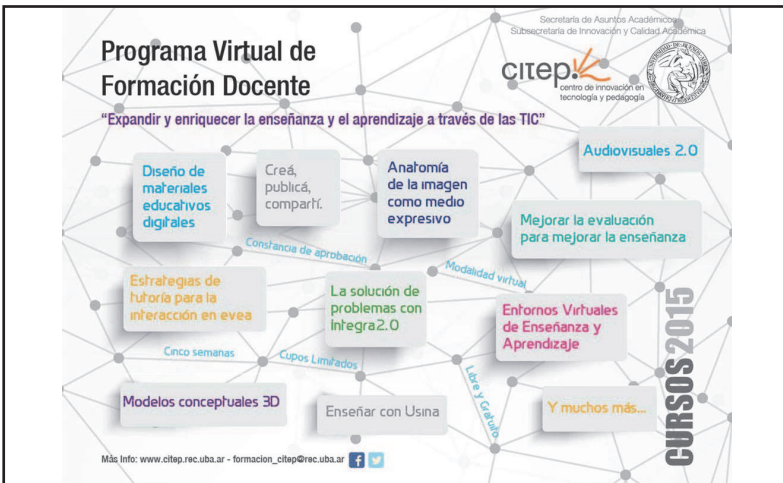 Secretaría de Asuntos Académicos
Subsecretaría de Innovación y Calidad Académica
Programa Virtual de
Formación Docente
citep.
centro de innovación en
tecnología y pedagogía
“Expandir y enriquecer la enseñanza y el aprendizaje a través de las TIC”
Audiovisuales 2.0
Diseño de
materiales
educativos
digitales
Creá,
publicá,
compartí.
Anatomía
de la imagen
como medio
expresivo
Mejorar la evaluación
para mejorar la enseñanza
Constancia de aprobación
Modalidad virtual
Estrategias de
tutoría para la
interacción en evea
La solución de
problemas con
Integra2.0
Entornos Virtuales
de Enseñanza y
Aprendizaje
Cinco semanas
Cupos Limitados
Libre y Gratuito
Modelos conceptuales 3D
Enseñar con Usina
Y muchos más...
CURSOS 2015
Más Info: www.citep.rec.uba.ar - formacion_citep@rec.uba.ar